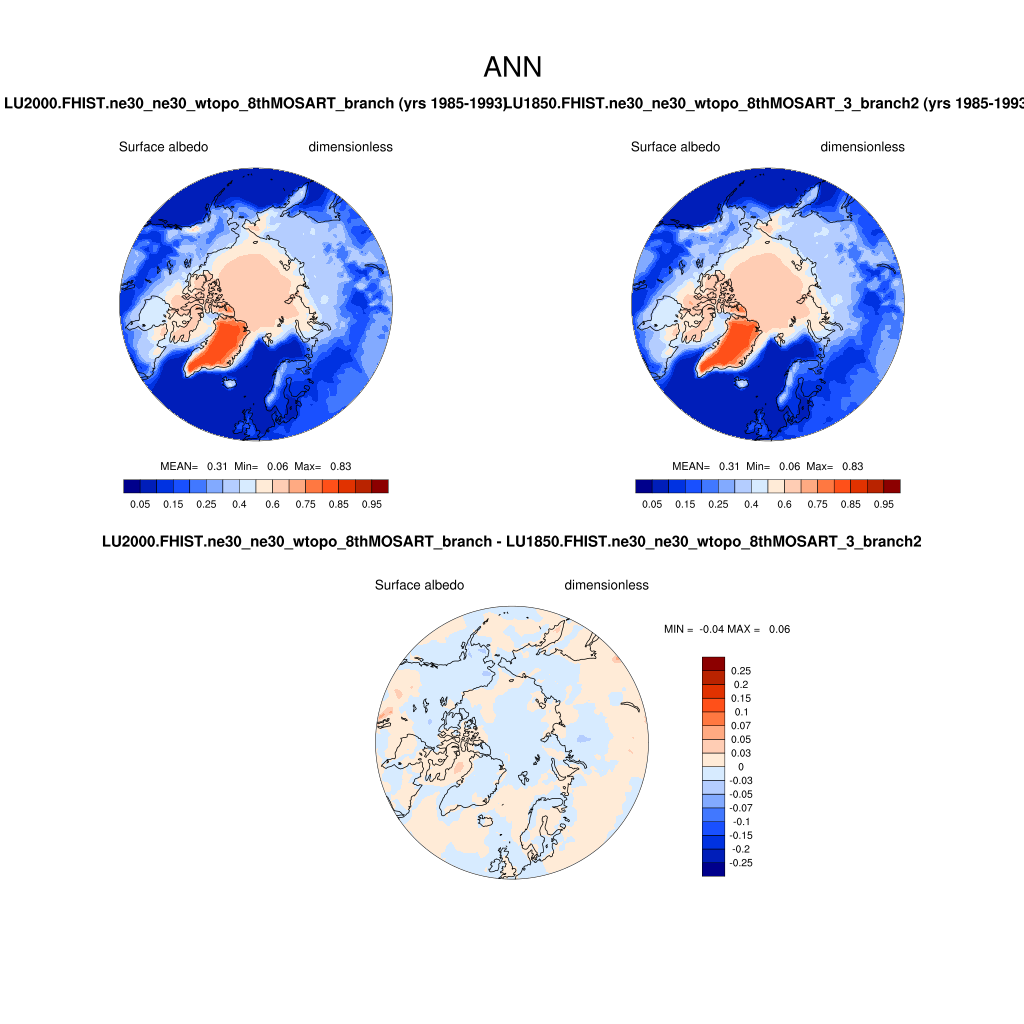 ANN
LU2000.FHIST.ne30_ne30_wtopo_8thMOSART_branch (yrs 1985-1993)
LU1850.FHIST.ne30_ne30_wtopo_8thMOSART_3_branch2 (yrs 1985-1993
Surface albedo dimensionless
Surface albedo dimensionless
MEAN= 0.31 Min= 0.06 Max= 0.83
MEAN= 0.31 Min= 0.06 Max= 0.83
0.05 0.15 0.25 0.4 0.6 0.75 0.85 0.95
0.05 0.15 0.25 0.4 0.6 0.75 0.85 0.95
LU2000.FHIST.ne30_ne30_wtopo_8thMOSART_branch - LU1850.FHIST.ne30_ne30_wtopo_8thMOSART_3_branch2
Surface albedo dimensionless
MIN = -0.04 MAX = 0.06
0.25
0.2
0.15
0.1
0.07
0.05
0.03
0
-0.03
-0.05
-0.07
-0.1
-0.15
-0.2
-0.25